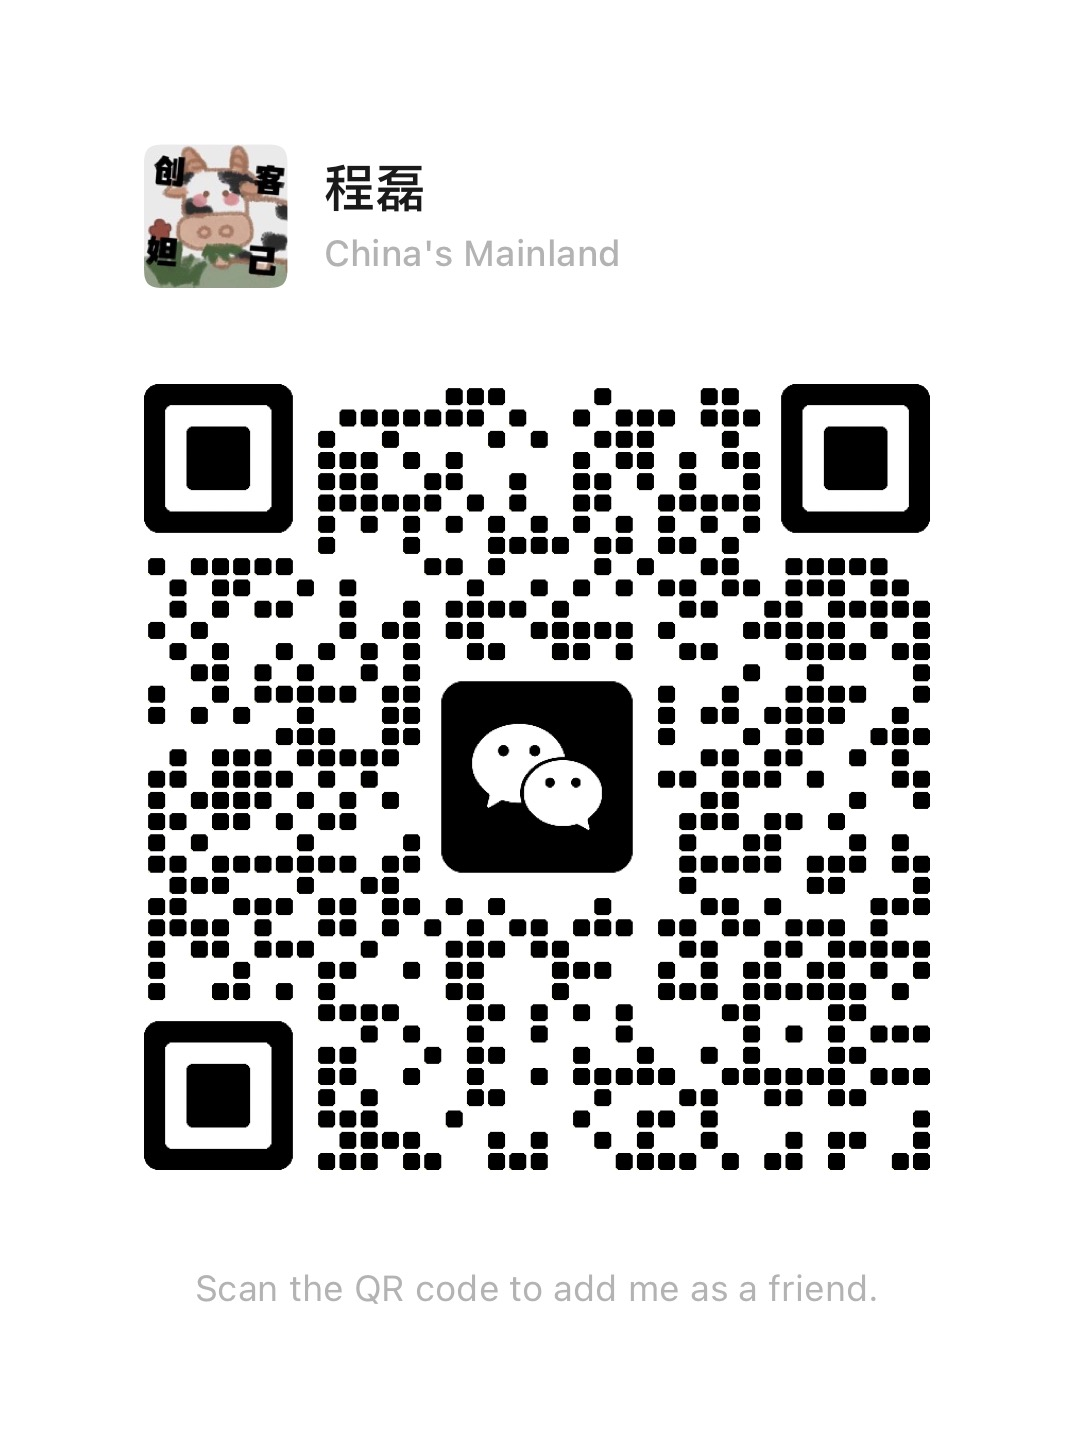 创客
妲己
程磊
China's Mainland
Scan the QR code to add me as a friend.